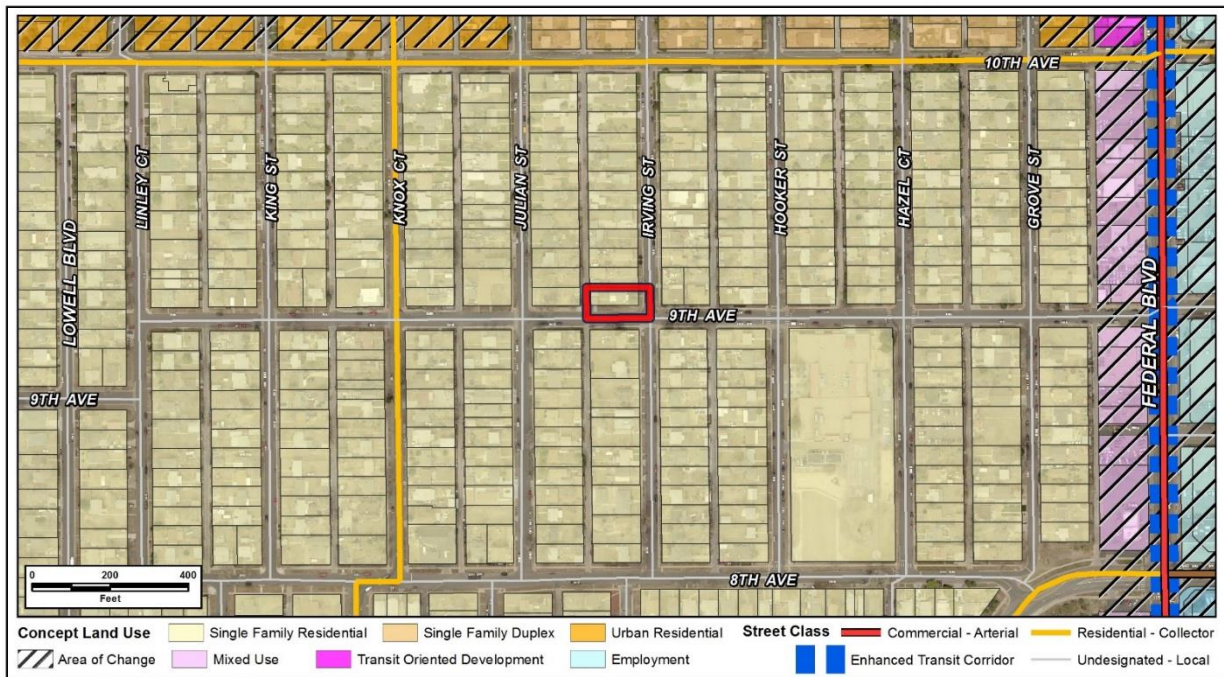 10TH AVE
LOWELL BLVD
LINLEY CT
KING ST
KNOX CT
JULIAN ST
IRVING ST
HOOKER ST
HAZEL CT
GROVE ST
FEDERAL BLVD
9TH AVE
9TH AVE
8TH AVE
0 200 400
Feet
Concept Land Use Single Family Residential Single Family Duplex Urban Residential Street Class Commercial - Arterial Residential - Collector
Area of Change Mixed Use Transit Oriented Development Employment Enhanced Transit Corridor Undesignated - Local